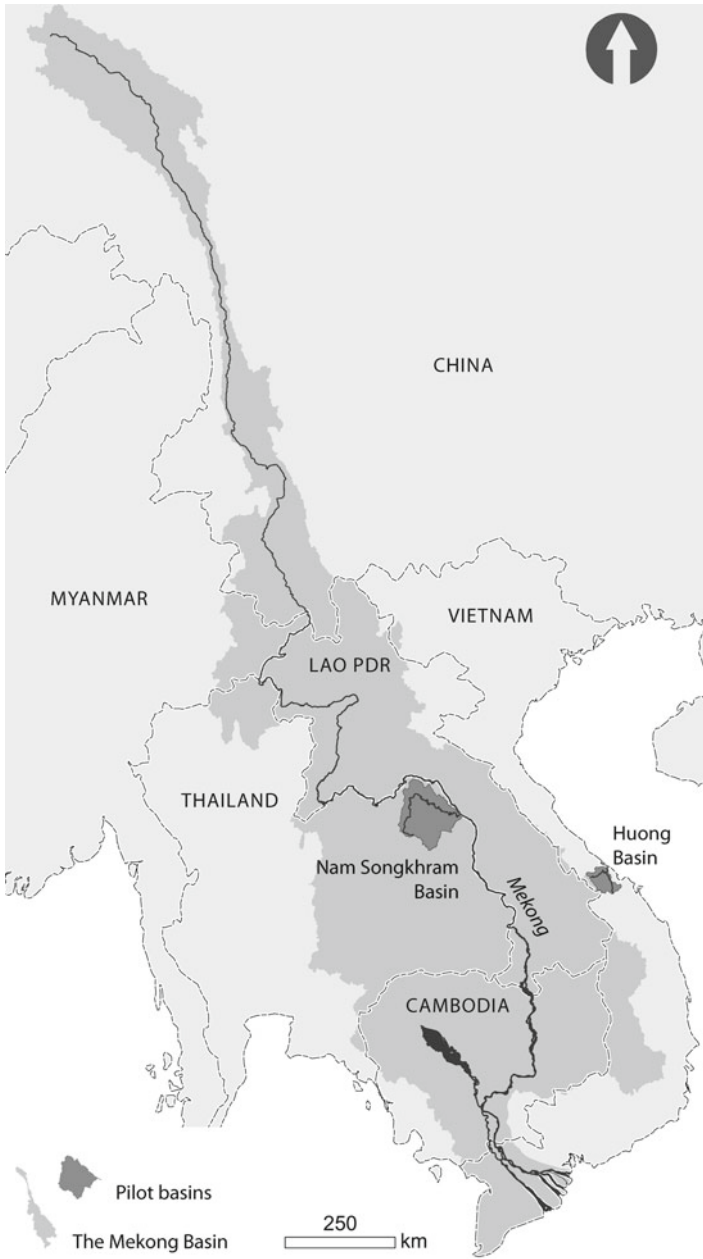 CHINA
MYANMAR
VIETNAM
LAO PDR
THAILAND
Huong
Basin
Nam Songkhram
Basin
Mekong
CAMBODIA
Pilot basins
The Mekong Basin
250
km